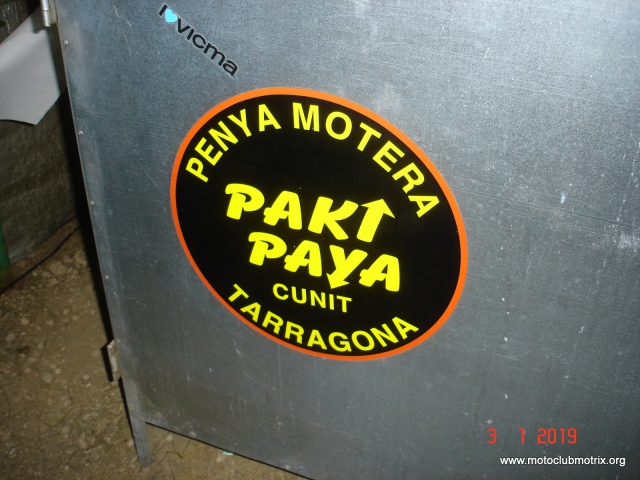 I vicma
PENYA MOTERA
PAKI
PAYA
CUNIT
TARRAGONA
3 1 2019
www.motoclubmotrix.org